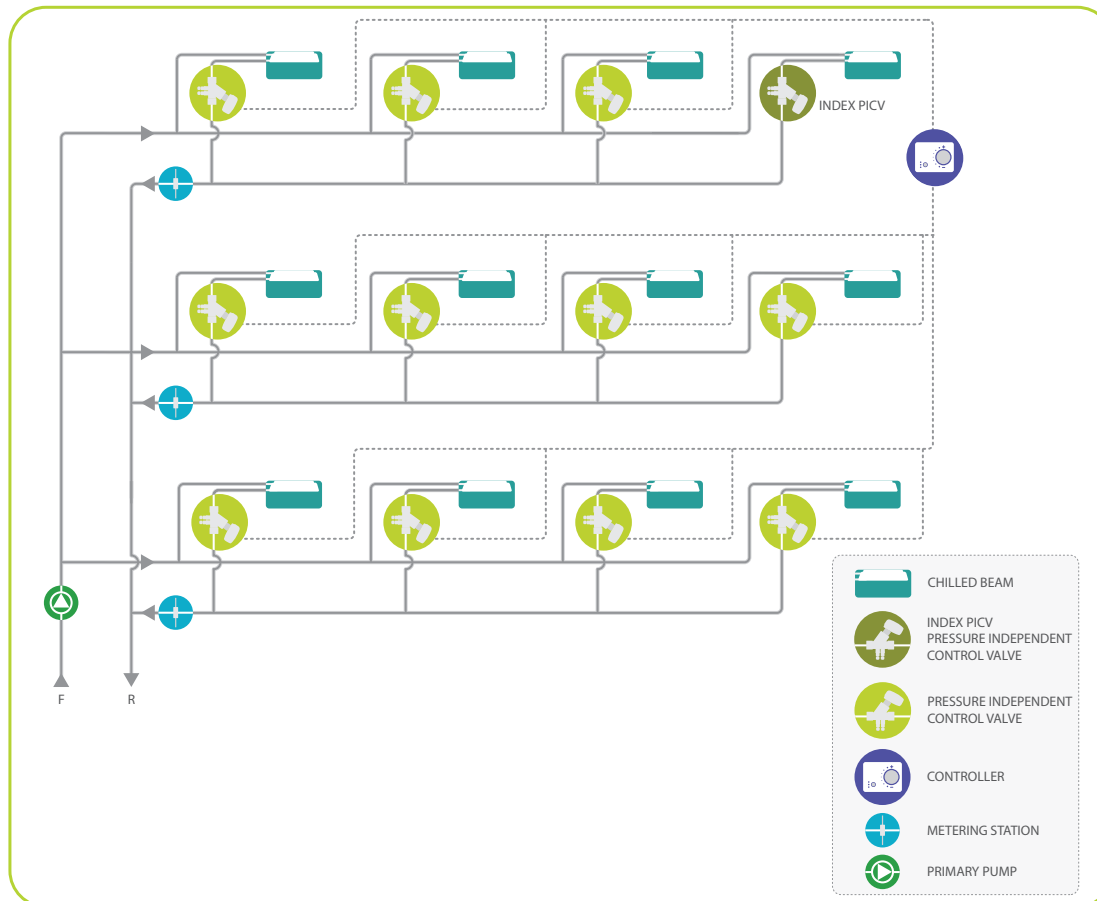 INDEX PICV
F
R
CHILLED BEAM
INDEX PICV
PRESSURE INDEPENDENT
CONTROL VALVE
PRESSURE INDEPENDENT
CONTROL VALVE
CONTROLLER
METERING STATION
PRIMARY PUMP